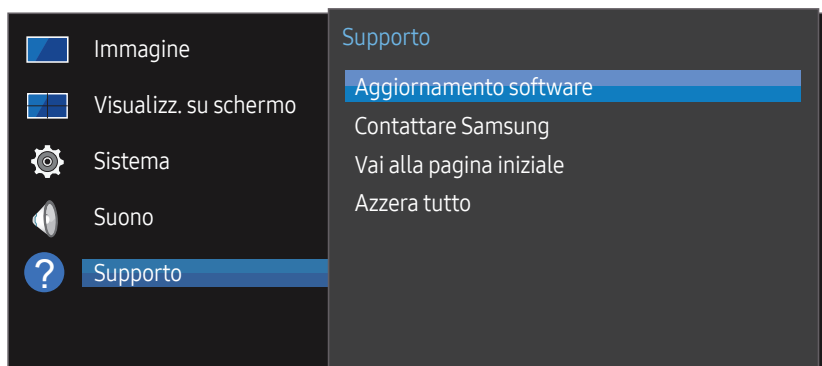 Immagine
Visualizz. su schermo
Sistema
Suono
?
Supporto
Supporto
Aggiornamento software
Contattare Samsung
Vai alla pagina iniziale
Azzera tutto